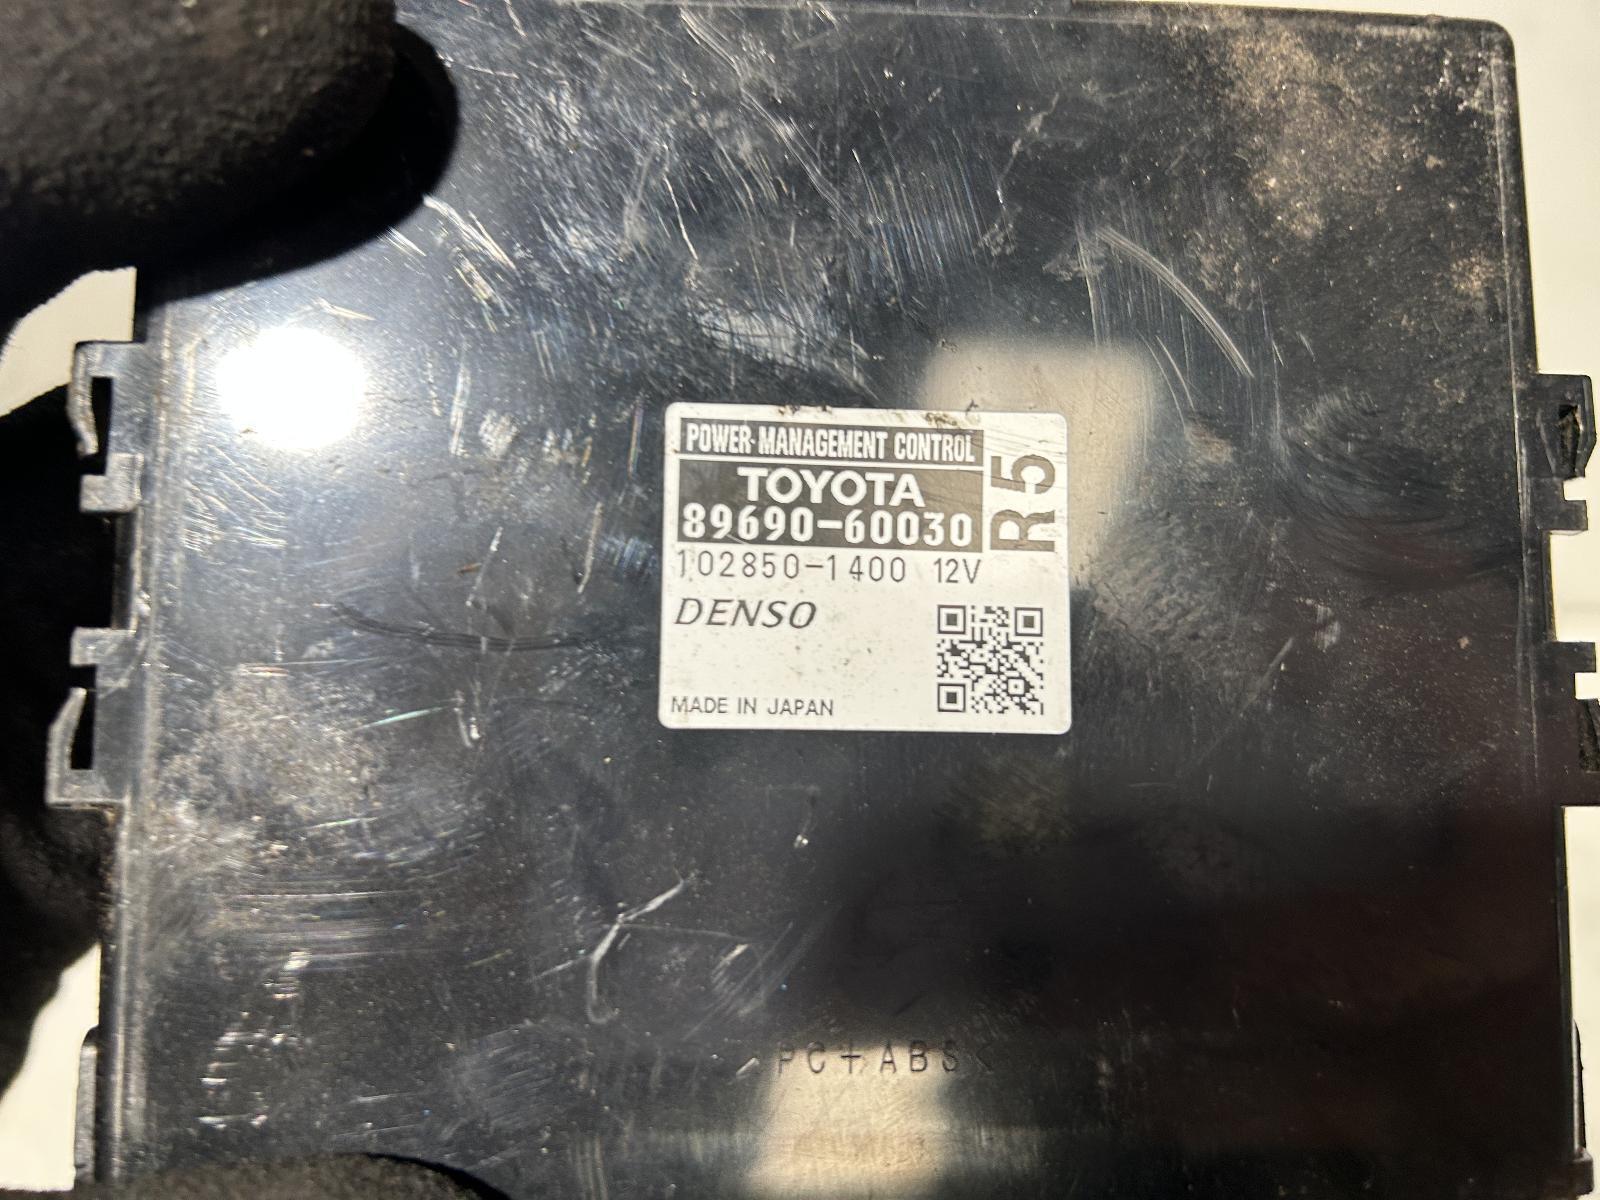 POWER MANAGEMENT CONTROL
TOYOTA
89690-60030
R5
102850-1400 12V
DENSO
MADE IN JAPAN
>PC+ABS<